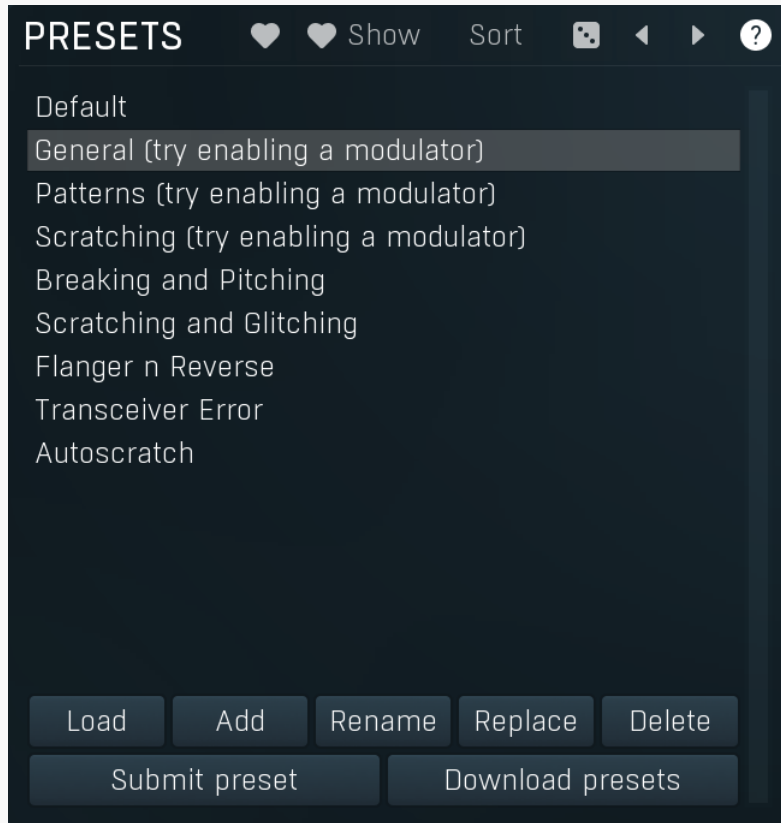 PRESETS Show Sort ?
Default
General (try enabling a modulator)
Patterns (try enabling a modulator)
Scratching (try enabling a modulator)
Breaking and Pitching
Scratching and Glitching
Flanger n Reverse
Transceiver Error
Autoscratch
Load Add Rename Replace Delete
Submit preset Download presets